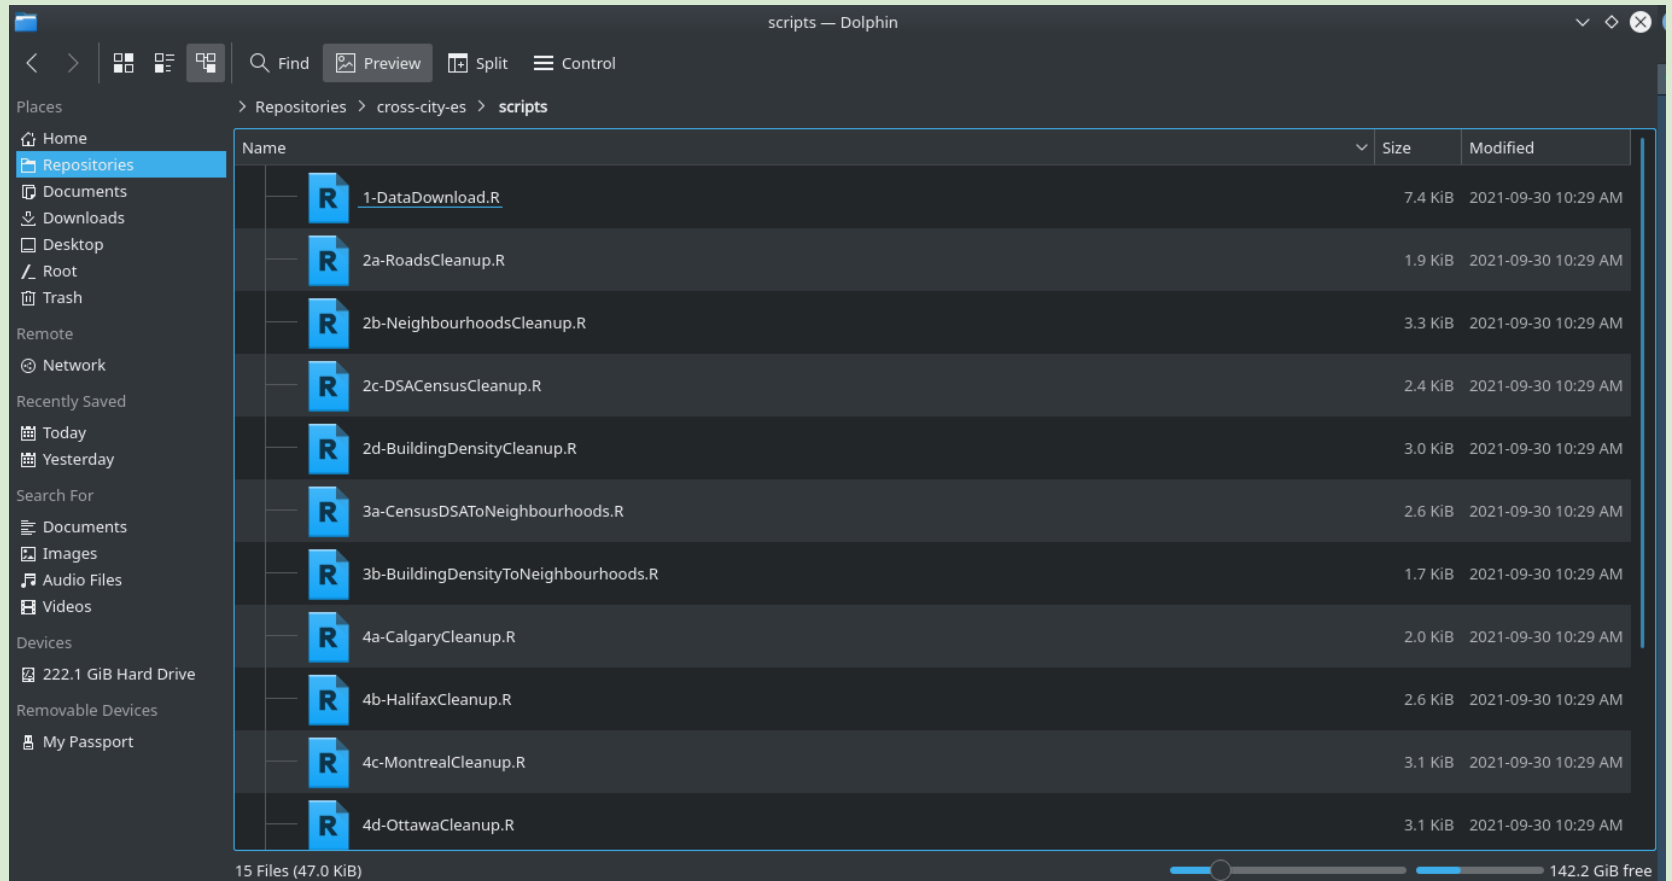 scripts — Dolphin
Find Preview Split Control
Places
Home
Repositories
Documents
Downloads
Desktop
Root
Trash
Remote
Network
Recently Saved
Today
Yesterday
Search For
Documents
Images
Audio Files
Videos
Devices
222.1 GiB Hard Drive
Removable Devices
My Passport
> Repositories > cross-city-es > scripts
Name Size Modified
R 1-DataDownload.R 7.4 KiB 2021-09-30 10:29 AM
R 2a-RoadsCleanup.R 1.9 KiB 2021-09-30 10:29 AM
R 2b-NeighbourhoodsCleanup.R 3.3 KiB 2021-09-30 10:29 AM
R 2c-DSACensusCleanup.R 2.4 KiB 2021-09-30 10:29 AM
R 2d-BuildingDensityCleanup.R 3.0 KiB 2021-09-30 10:29 AM
R 3a-CensusDSAToNeighbourhoods.R 2.6 KiB 2021-09-30 10:29 AM
R 3b-BuildingDensityToNeighbourhoods.R 1.7 KiB 2021-09-30 10:29 AM
R 4a-CalgaryCleanup.R 2.0 KiB 2021-09-30 10:29 AM
R 4b-HalifaxCleanup.R 2.6 KiB 2021-09-30 10:29 AM
R 4c-MontrealCleanup.R 3.1 KiB 2021-09-30 10:29 AM
R 4d-OttawaCleanup.R 3.1 KiB 2021-09-30 10:29 AM
15 Files (47.0 KiB) 142.2 GiB free